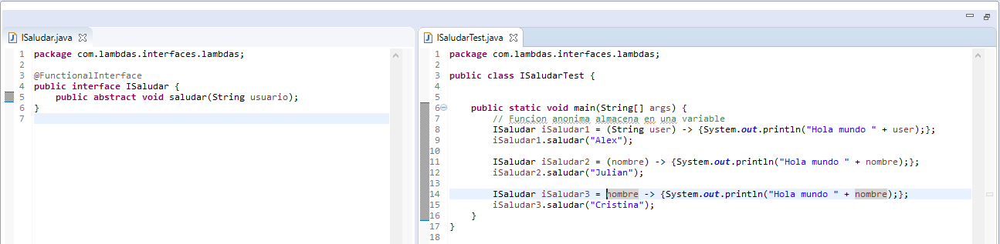 ISaludar.java
1 package com.lambdas.interfaces.lambdas;
2
3 @FunctionalInterface
4 public interface ISaludar {
5 public abstract void saludar(String usuario);
6 }
7
ISaludarTest.java
1 package com.lambdas.interfaces.lambdas;
2
3 public class ISaludarTest {
4
5
6 public static void main(String[] args) {
7 // Funcion anonima almacena en una variable
8 ISaludar iSaludar1 = (String user) -> {System.out.println("Hola mundo " + user);};
9 iSaludar1.saludar("Alex");
10
11 ISaludar iSaludar2 = (nombre) -> {System.out.println("Hola mundo " + nombre);};
12 iSaludar2.saludar("Julian");
13
14 ISaludar iSaludar3 = nombre -> {System.out.println("Hola mundo " + nombre);};
15 iSaludar3.saludar("Cristina");
16 }
17 }
18